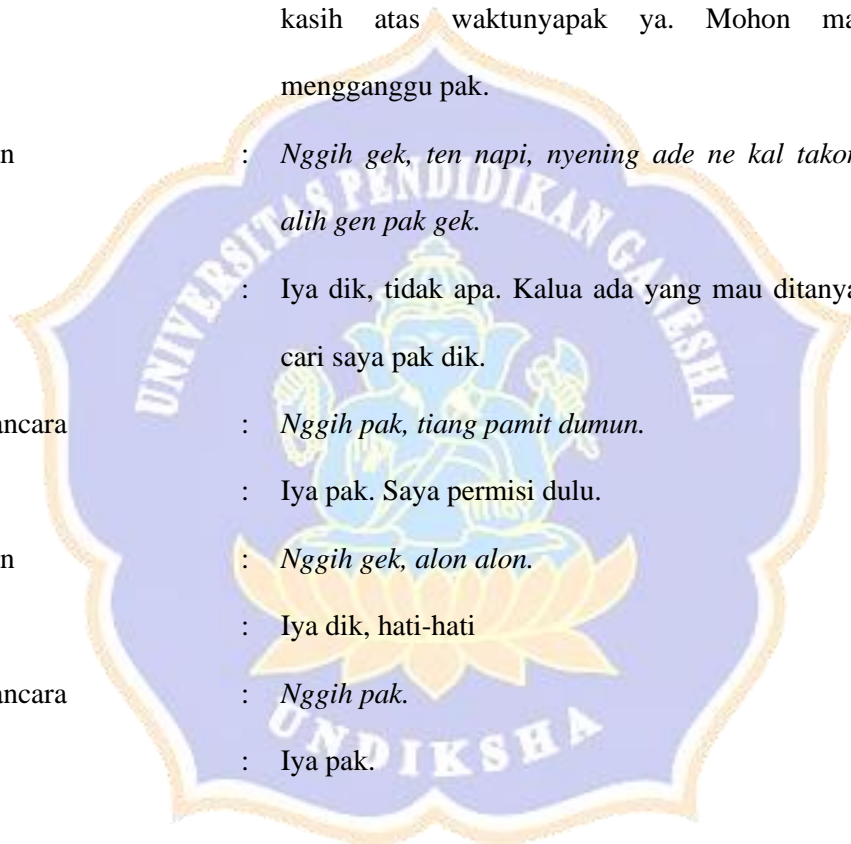 kasih atas waktunyapak ya. Mohon ma
mengganggu pak.
n : Nggih gek, ten napi, nyening ade ne kal takon
alih gen pak gek.
: Iya dik, tidak apa. Kalua ada yang mau ditanya
cari saya pak dik.
ancara : Nggih pak, tiang pamit dumun.
: Iya pak. Saya permisi dulu.
n : Nggih gek, alon alon.
: Iya dik, hati-hati
ancara : Nggih pak.
: Iya pak.
UNIVERSITAS PENDIDIKAN GANESHA
UNDIKSHA